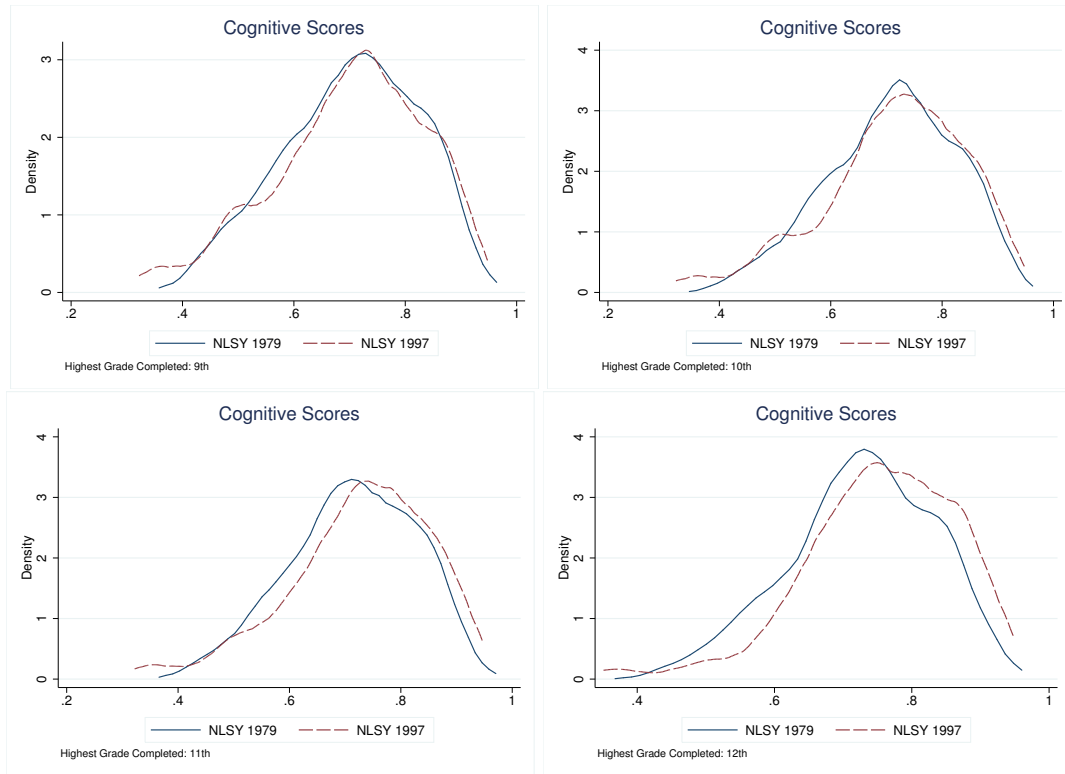 Cognitive Scores
Density
3
2
1
0
.2 .4 .6 .8 1
NLSY 1979 NLSY 1997
Highest Grade Completed: 9th
Cognitive Scores
Density
4
3
2
1
0
.2 .4 .6 .8 1
NLSY 1979 NLSY 1997
Highest Grade Completed: 10th
Cognitive Scores
Density
4
3
2
1
0
.2 .4 .6 .8 1
NLSY 1979 NLSY 1997
Highest Grade Completed: 11th
Cognitive Scores
Density
4
3
2
1
0
.4 .6 .8 1
NLSY 1979 NLSY 1997
Highest Grade Completed: 12th